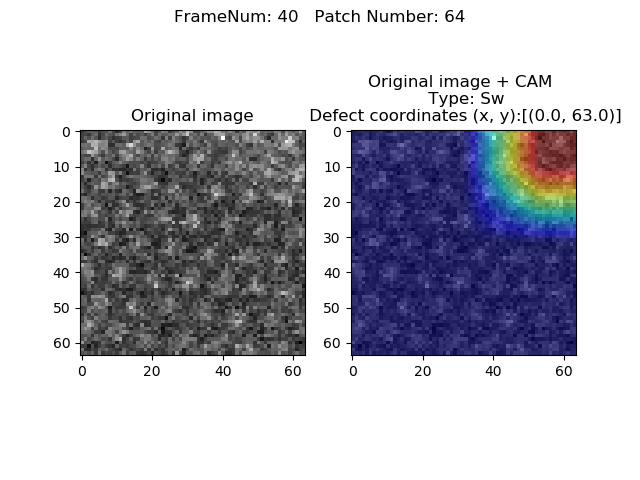 FrameNum: 40   Patch Number: 64
Original image
0
10
20
30
40
50
60
0 20 40 60
Original image + CAM
Type: Sw
Defect coordinates (x, y):[(0.0, 63.0)]
0
10
20
30
40
50
60
0 20 40 60